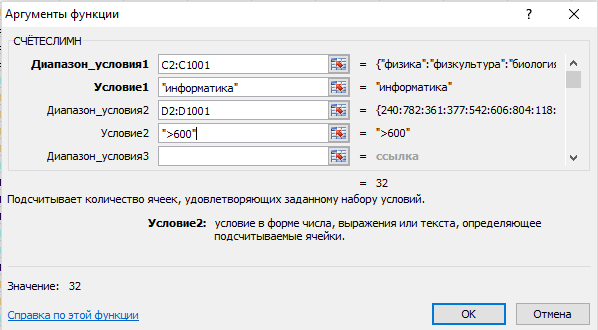 Аргументы функции ? ×
СЧЁТЕСЛИМН
Диапазон_условия1 C2:C1001 = {"физика":"физкультура":"биология
Условие1 "информатика" = "информатика"
Диапазон_условия2 D2:D1001 = {240:782:361:377:542:606:804:118:
Условие2 ">600" = ">600"
Диапазон_условия3 = ссылка
= 32
Подсчитывает количество ячеек, удовлетворяющих заданному набору условий.
Условие2: условие в форме числа, выражения или текста, определяющее
подсчитываемые ячейки.
Значение: 32
Справка по этой функции ОК Отмена